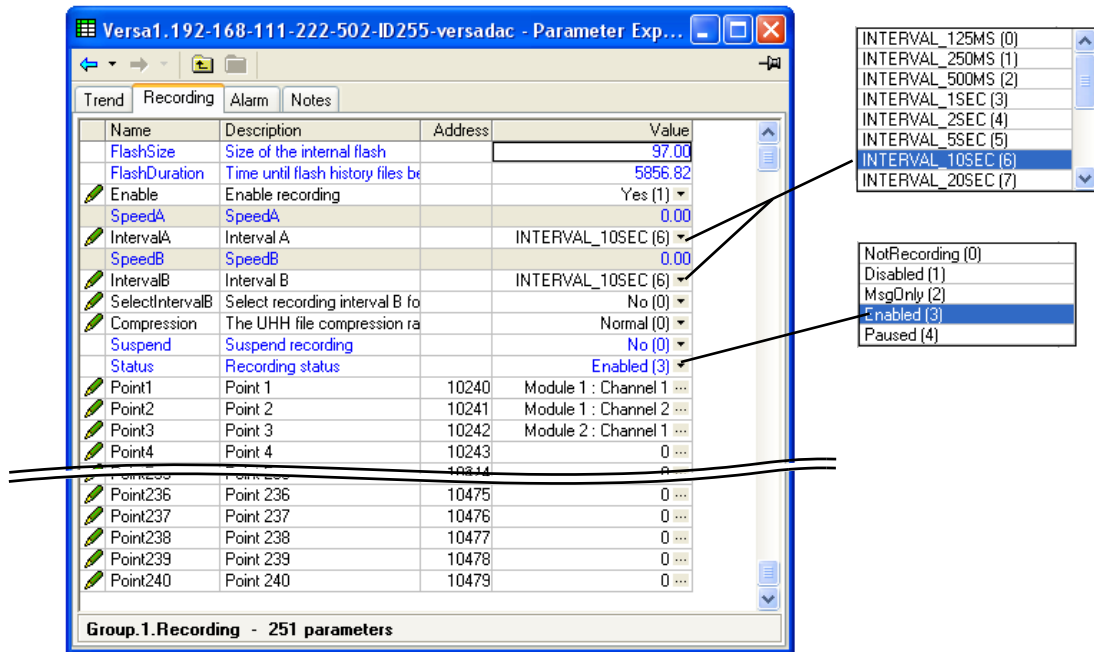 Versa1.192-168-111-222-502-ID255-versadac - Parameter Exp...
Trend Recording Alarm Notes
Name Description Address Value
FlashSize Size of the internal flash 97.00
FlashDuration Time until flash history files be 5856.82
Enable Enable recording Yes (1)
SpeedA SpeedA 0.00
IntervalA Interval A INTERVAL_10SEC (6)
SpeedB SpeedB 0.00
IntervalB Interval B INTERVAL_10SEC (6)
SelectIntervalB Select recording interval B fo No (0)
Compression The UHH file compression ra Normal (0)
Suspend Suspend recording No (0)
Status Recording status Enabled (3)
Point1 Point 1 10240 Module 1 : Channel 1 ...
Point2 Point 2 10241 Module 1 : Channel 2 ...
Point3 Point 3 10242 Module 2 : Channel 1 ...
Point4 Point 4 10243 0 ...
Point236 Point 236 10475 0 ...
Point237 Point 237 10476 0 ...
Point238 Point 238 10477 0 ...
Point239 Point 239 10478 0 ...
Point240 Point 240 10479 0 ...
Group.1.Recording - 251 parameters
INTERVAL_125MS (0)
INTERVAL_250MS (1)
INTERVAL_500MS (2)
INTERVAL_1SEC (3)
INTERVAL_2SEC (4)
INTERVAL_5SEC (5)
INTERVAL_10SEC (6)
INTERVAL_20SEC (7)
NotRecording (0)
Disabled (1)
MsgOnly (2)
Enabled (3)
Paused (4)